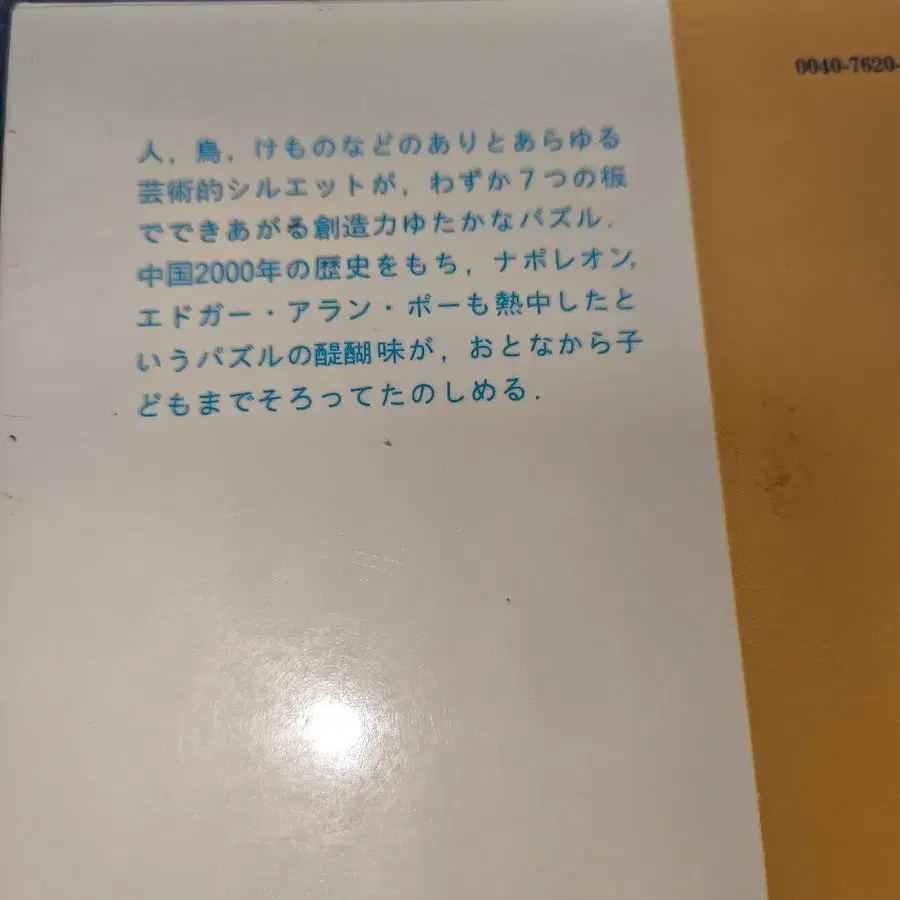 0040-7620-
人，鳥，けものなどのありとあらゆる
芸術的シルエットが，わずか7つの板
でできあがる創造力ゆたかなパズル．
中国2000年の歴史をもち，ナポレオン，
エドガー・アラン・ポーも熱中したと
いうパズルの醍醐味が，おとなから子
どもまでそろってたのしめる．